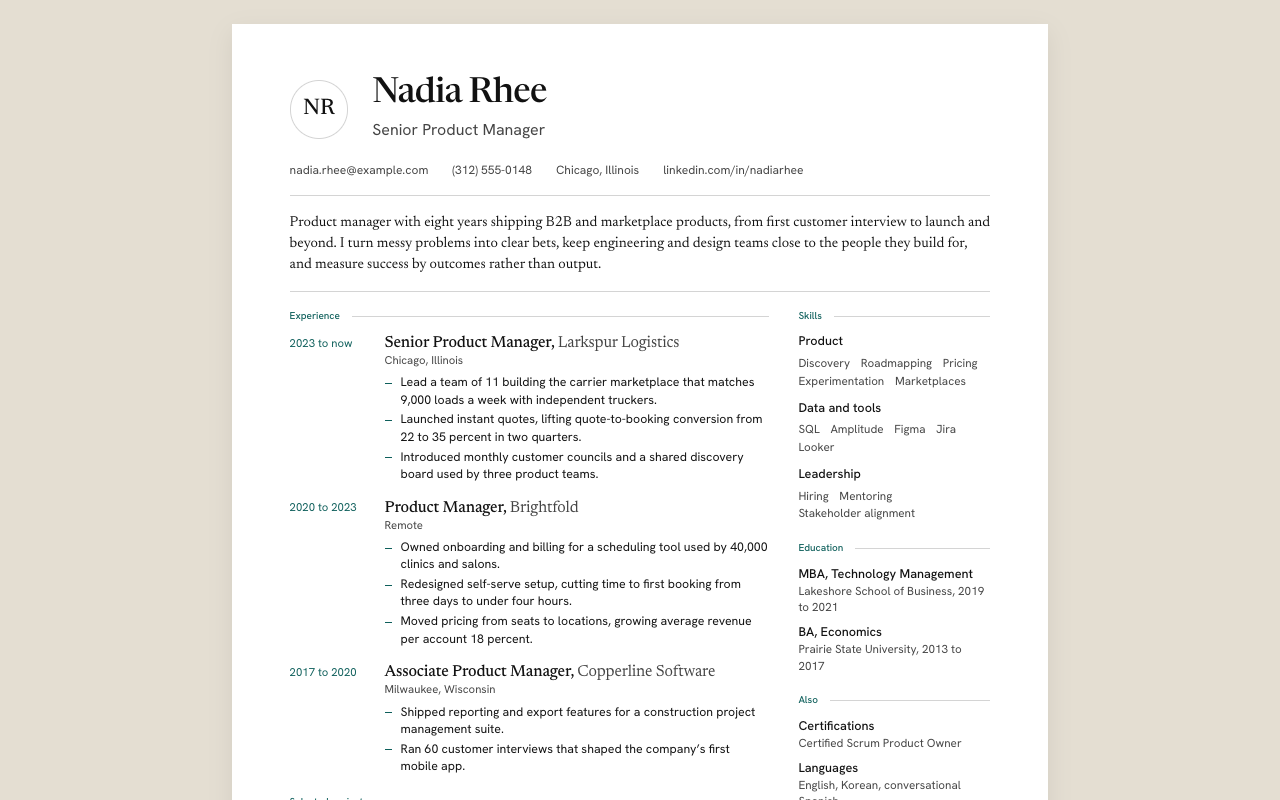 NR
Nadia Rhee
Senior Product Manager
nadia.rhee@example.com (312) 555-0148 Chicago, Illinois linkedin.com/in/nadiarhee
Product manager with eight years shipping B2B and marketplace products, from first customer interview to launch and
beyond. I turn messy problems into clear bets, keep engineering and design teams close to the people they build for,
and measure success by outcomes rather than output.
Experience
2023 to now
Senior Product Manager, Larkspur Logistics
Chicago, Illinois
– Lead a team of 11 building the carrier marketplace that matches
9,000 loads a week with independent truckers.
– Launched instant quotes, lifting quote-to-booking conversion from
22 to 35 percent in two quarters.
– Introduced monthly customer councils and a shared discovery
board used by three product teams.
2020 to 2023
Product Manager, Brightfold
Remote
– Owned onboarding and billing for a scheduling tool used by 40,000
clinics and salons.
– Redesigned self-serve setup, cutting time to first booking from
three days to under four hours.
– Moved pricing from seats to locations, growing average revenue
per account 18 percent.
2017 to 2020
Associate Product Manager, Copperline Software
Milwaukee, Wisconsin
– Shipped reporting and export features for a construction project
management suite.
– Ran 60 customer interviews that shaped the company’s first
mobile app.
Skills
Product
Discovery Roadmapping Pricing
Experimentation Marketplaces
Data and tools
SQL Amplitude Figma Jira
Looker
Leadership
Hiring Mentoring
Stakeholder alignment
Education
MBA, Technology Management
Lakeshore School of Business, 2019
to 2021
BA, Economics
Prairie State University, 2013 to
2017
Also
Certifications
Certified Scrum Product Owner
Languages
English, Korean, conversational